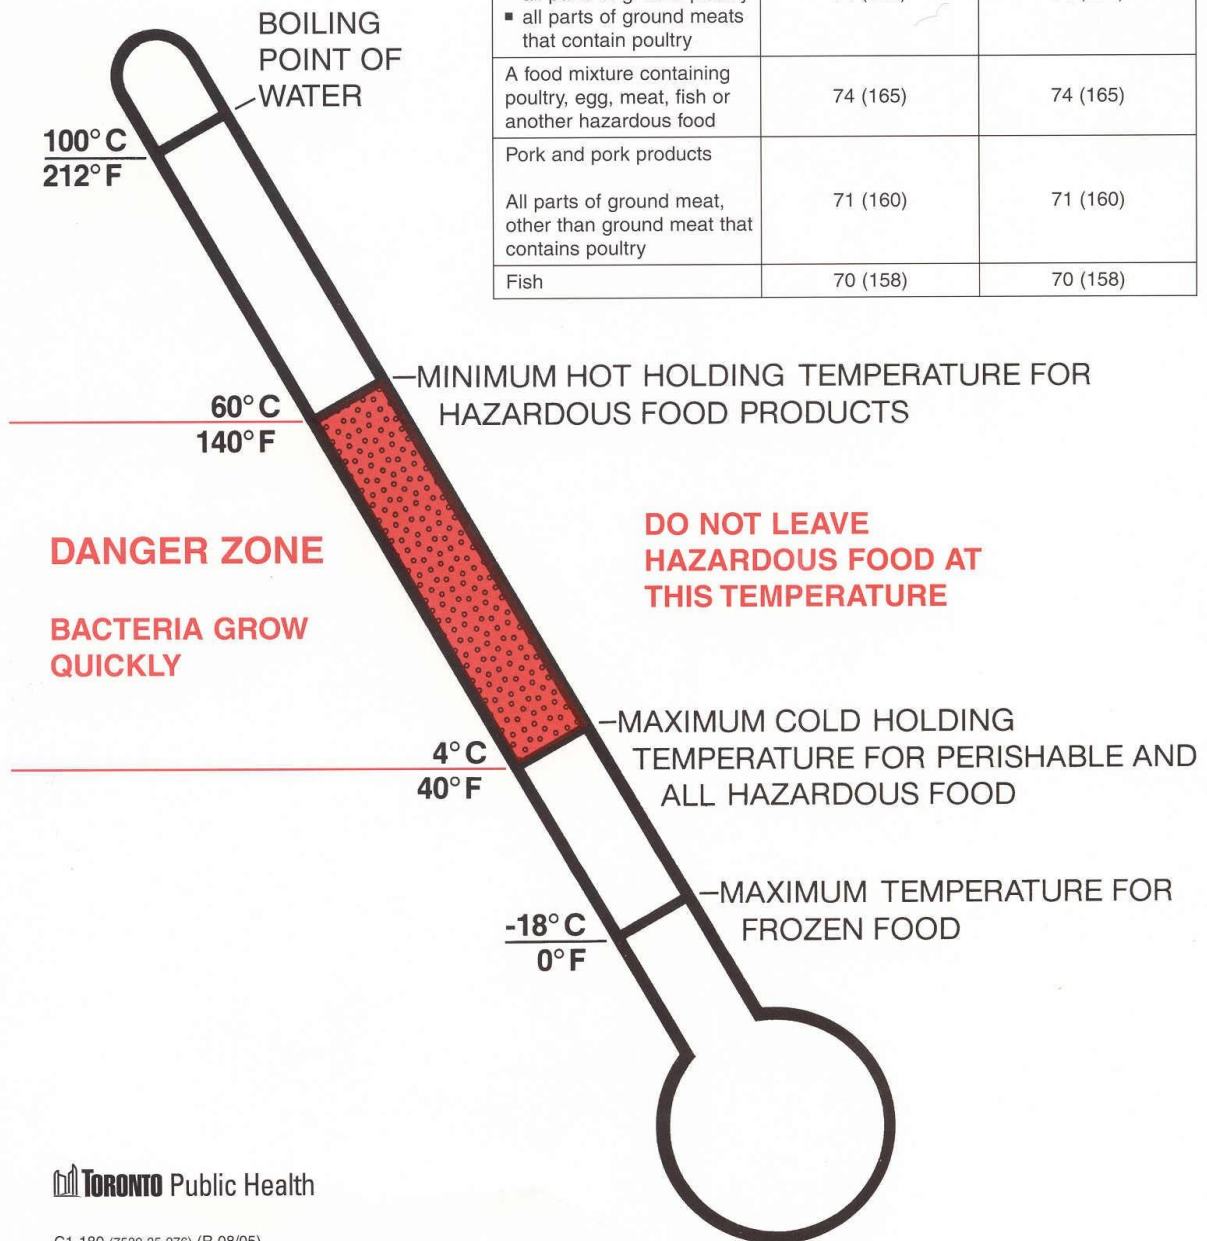 BOILING
POINT OF
WATER
100° C
212° F
▪ all parts of ground meats
that contain poultry
A food mixture containing
poultry, egg, meat, fish or
another hazardous food
74 (165)
74 (165)
Pork and pork products
All parts of ground meat,
other than ground meat that
contains poultry
71 (160)
71 (160)
Fish
70 (158)
70 (158)
MINIMUM HOT HOLDING TEMPERATURE FOR
HAZARDOUS FOOD PRODUCTS
60° C
140° F
DANGER ZONE
BACTERIA GROW
QUICKLY
DO NOT LEAVE
HAZARDOUS FOOD AT
THIS TEMPERATURE
MAXIMUM COLD HOLDING
TEMPERATURE FOR PERISHABLE AND
ALL HAZARDOUS FOOD
4° C
40° F
MAXIMUM TEMPERATURE FOR
FROZEN FOOD
-18° C
0° F
TORONTO Public Health